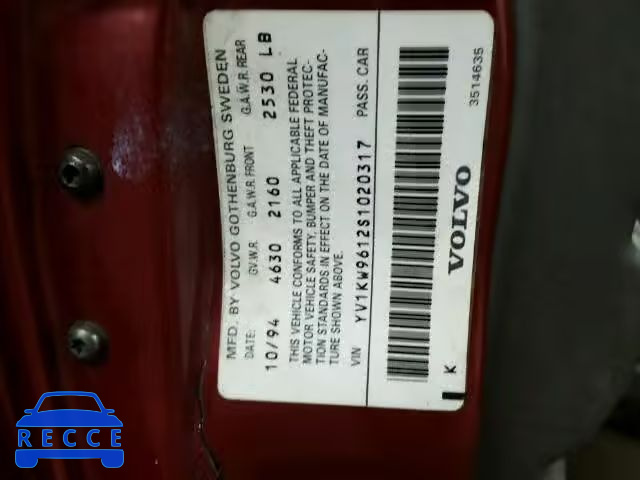 MFD. BY VOLVO GOTHENBURG SWEDEN
DATE: G.V.W.R. G.A.W.R. FRONT G.A.W.R. REAR
10/94 4630 2160 2530 LB
THIS VEHICLE CONFORMS TO ALL APPLICABLE FEDERAL
MOTOR VEHICLE SAFETY, BUMPER AND THEFT PROTEC-
TION STANDARDS IN EFFECT ON THE DATE OF MANUFAC-
TURE SHOWN ABOVE.
VIN YV1KW9612S1020317 PASS. CAR
K VOLVO 3514635
RECCE